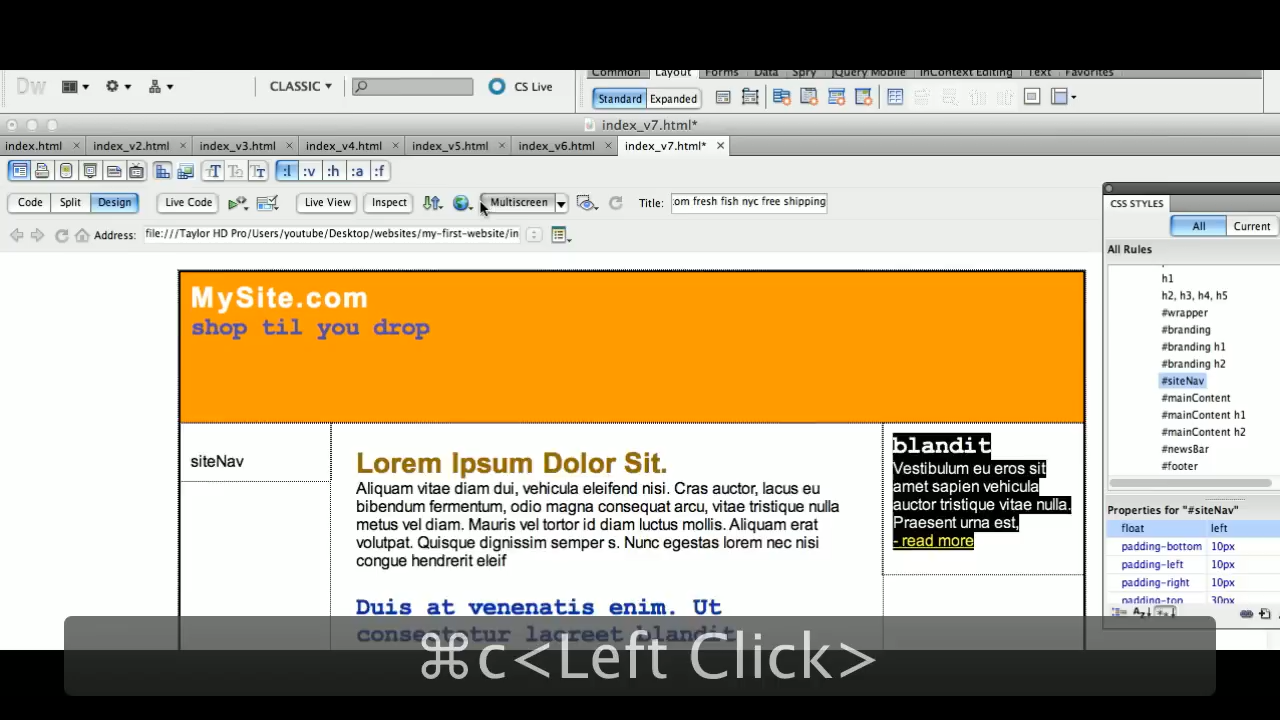 Common Layout Forms Data Spry jQuery Mobile InContext Editing Text Favorites
Dw CLASSIC CS Live Standard Expanded
index_v7.html*
index.html index_v2.html index_v3.html index_v4.html index_v5.html index_v6.html index_v7.html*
:l :v :h :a :f
Code Split Design Live Code Live View Inspect Multiscreen Title: :om fresh fish nyc free shipping
Address: file:///Taylor HD Pro/Users/youtube/Desktop/websites/my-first-website/in
MySite.com
shop til you drop
siteNav
Lorem Ipsum Dolor Sit.
Aliquam vitae diam dui, vehicula eleifend nisi. Cras auctor, lacus eu
bibendum fermentum, odio magna consequat arcu, vitae tristique nulla
metus vel diam. Mauris vel tortor id diam luctus mollis. Aliquam erat
volutpat. Quisque dignissim semper s. Nunc egestas lorem nec nisi
congue hendrerit eleif
Duis at venenatis enim. Ut
consectetur laoreet blandit
blandit
Vestibulum eu eros sit
amet sapien vehicula
auctor tristique vitae nulla.
Praesent urna est,
- read more
CSS STYLES
All Current
All Rules
h1
h2, h3, h4, h5
#wrapper
#branding
#branding h1
#branding h2
#siteNav
#mainContent
#mainContent h1
#mainContent h2
#newsBar
#footer
Properties for "#siteNav"
float left
padding-bottom 10px
padding-left 10px
padding-right 10px
padding-top 30px
⌘c<Left Click>